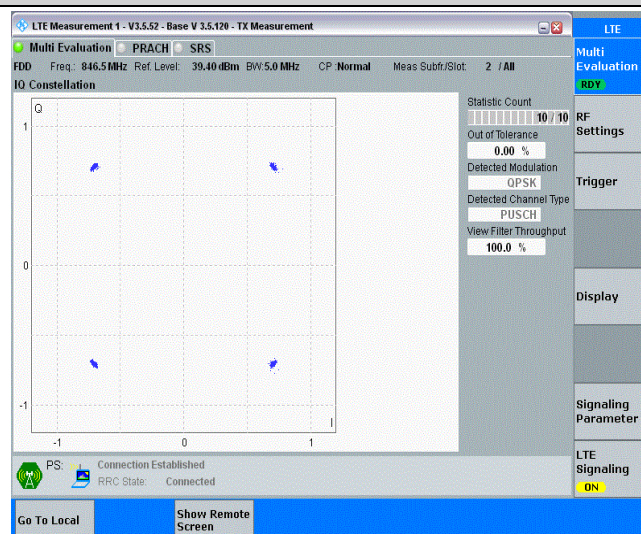 LTE Measurement 1 - V3.5.52 - Base V 3.5.120 - TX Measurement
LTE
Multi Evaluation PRACH SRS
FDD Freq.: 846.5 MHz Ref. Level: 39.40 dBm BW: 5.0 MHz CP :Normal Meas Subfr./Slot: 2 / All
IQ Constellation
Q
1
0
-1
-1 0 1
I
Statistic Count
10 / 10
Out of Tolerance
0.00 %
Detected Modulation
QPSK
Detected Channel Type
PUSCH
View Filter Throughput
100.0 %
Multi
Evaluation
RDY
RF
Settings
Trigger
Display
Signaling
Parameter
LTE
Signaling
ON
PS: Connection Established
RRC State: Connected
Go To Local
Show Remote
Screen